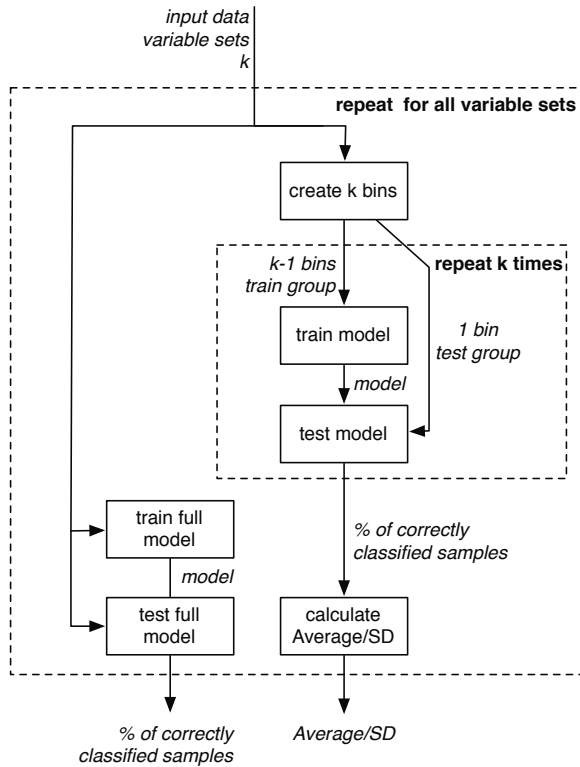 input data
variable sets
k
repeat for all variable sets
create k bins
k-1 bins
train group
repeat k times
train model
1 bin
test group
model
test model
train full
model
% of correctly
classified samples
model
test full
model
calculate
Average/SD
% of correctly
classified samples
Average/SD